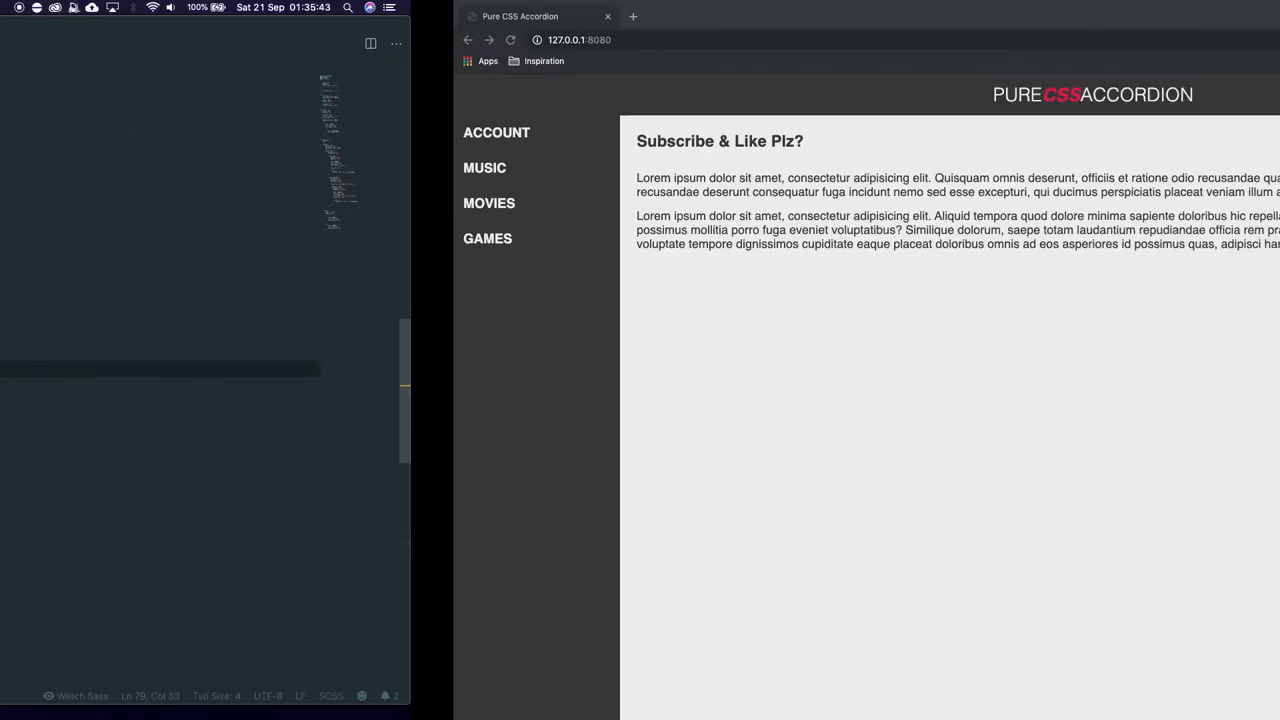 100% Sat 21 Sep 01:35:43
Pure CSS Accordion
127.0.0.1:8080
Apps Inspiration
PURECSSACCORDION
ACCOUNT
MUSIC
MOVIES
GAMES
Subscribe & Like Plz?
Lorem ipsum dolor sit amet, consectetur adipisicing elit. Quisquam omnis deserunt, officiis et ratione odio recusandae qua
recusandae deserunt consequatur fuga incidunt nemo sed esse excepturi, qui ducimus perspiciatis placeat veniam illum a
Lorem ipsum dolor sit amet, consectetur adipisicing elit. Aliquid tempora quod dolore minima sapiente doloribus hic repella
possimus mollitia porro fuga eveniet voluptatibus? Similique dolorum, saepe totam laudantium repudiandae officia rem pra
voluptate tempore dignissimos cupiditate eaque placeat doloribus omnis ad eos asperiores id possimus quas, adipisci har
Watch Sass Ln 79, Col 33 Tab Size: 4 UTF-8 LF SCSS 2